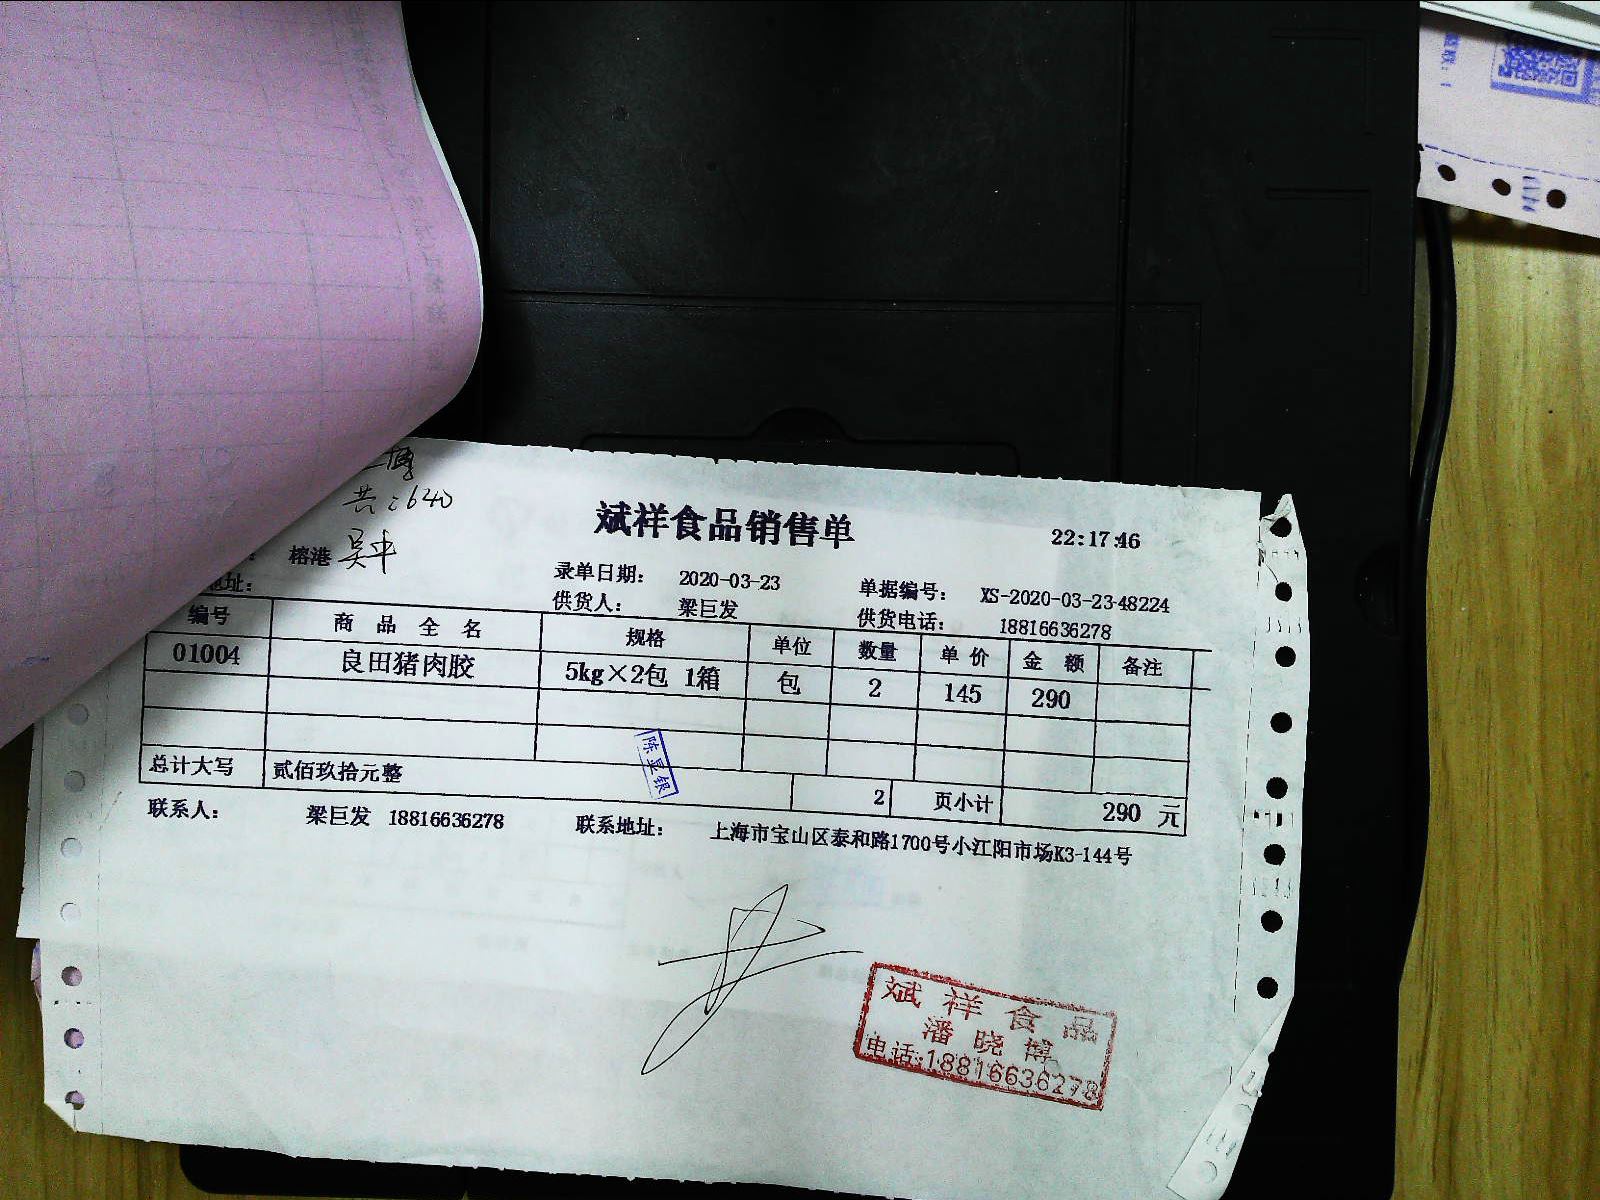 共:640
斌祥食品销售单
22:17:46
榕港
录单日期: 2020-03-23
单据编号: XS-2020-03-23-48224
地址:
供货人: 梁巨发
供货电话: 18816636278
编号 商品全名 规格 单位 数量 单价 金额 备注
01004 良田猪肉胶 5kg×2包 1箱 包 2 145 290
陈显银
总计大写 贰佰玖拾元整 2 页小计 290 元
联系人: 梁巨发 18816636278 联系地址: 上海市宝山区泰和路1700号小江阳市场K3-144号
斌祥食品
潘晓博
电话:18816636278